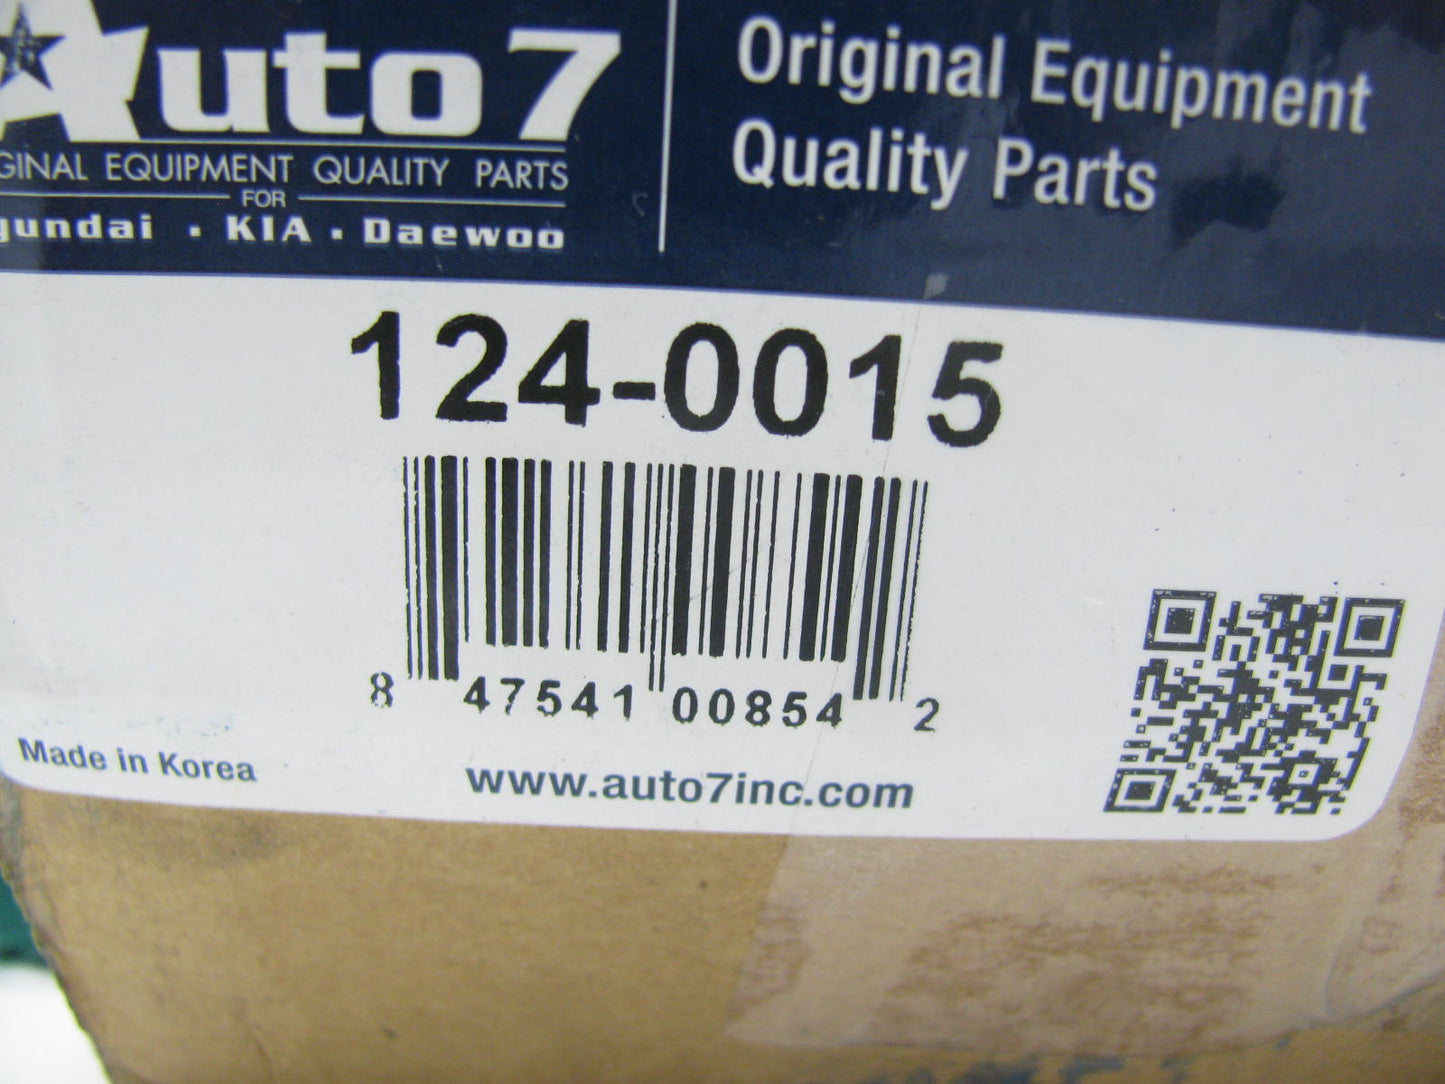 Auto 7
GINAL EQUIPMENT QUALITY PARTS
FOR
yundai . KIA . Daewoo
Original Equipment
Quality Parts
124-0015
8 47541 00854 2
Made in Korea
www.auto7inc.com